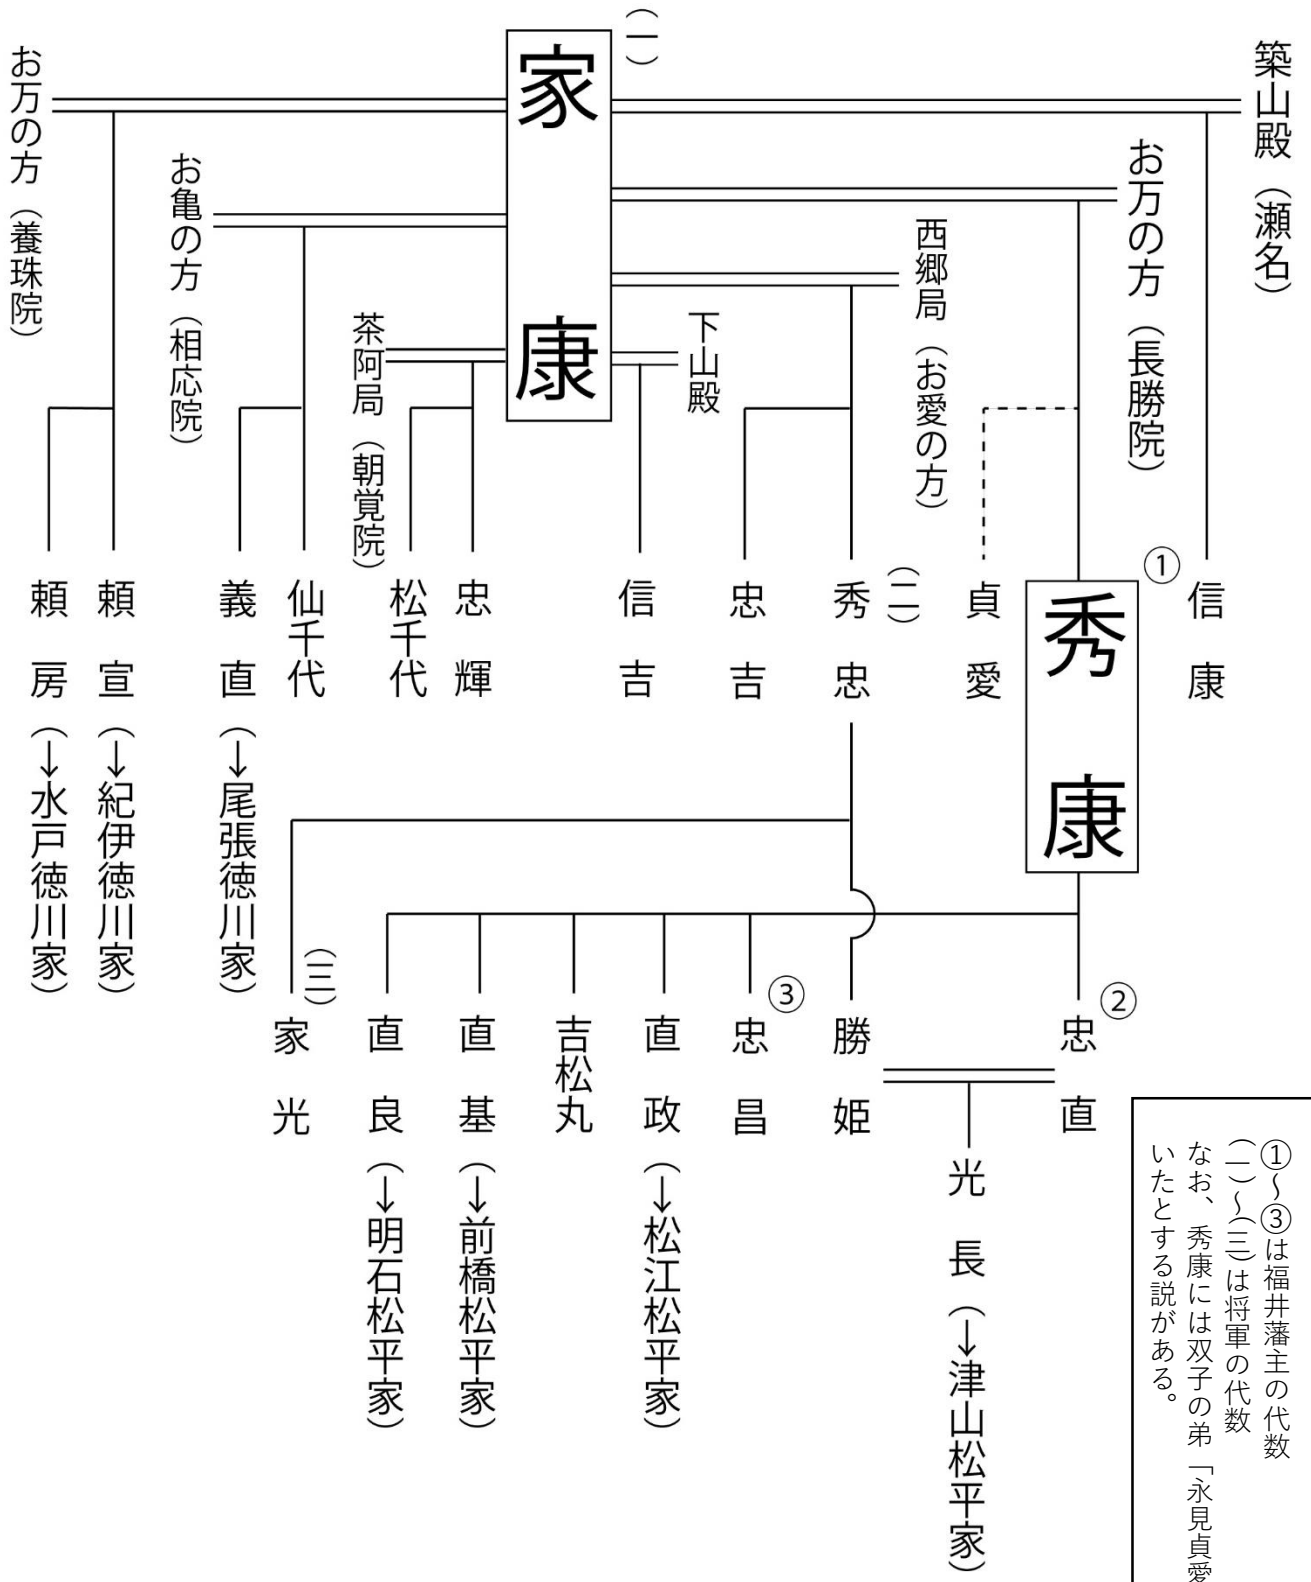 築山殿（瀬名）
お万の方（長勝院）
西郷局（お愛の方）
下山殿
（一）
家康
茶阿局（朝覚院）
お亀の方（相応院）
お万の方（養珠院）
信康
①
秀康
貞愛
（二）
秀忠
忠吉
信吉
忠輝
松千代
仙千代
義直（→尾張徳川家）
頼宣（→紀伊徳川家）
頼房（→水戸徳川家）
②
忠直
光長（→津山松平家）
勝姫
③
忠昌
直政（→松江松平家）
吉松丸
直基（→前橋松平家）
直良（→明石松平家）
（三）
家光
①～③は福井藩主の代数
（一）～（三）は将軍の代数
なお、秀康には双子の弟「永見貞愛
いたとする説がある。